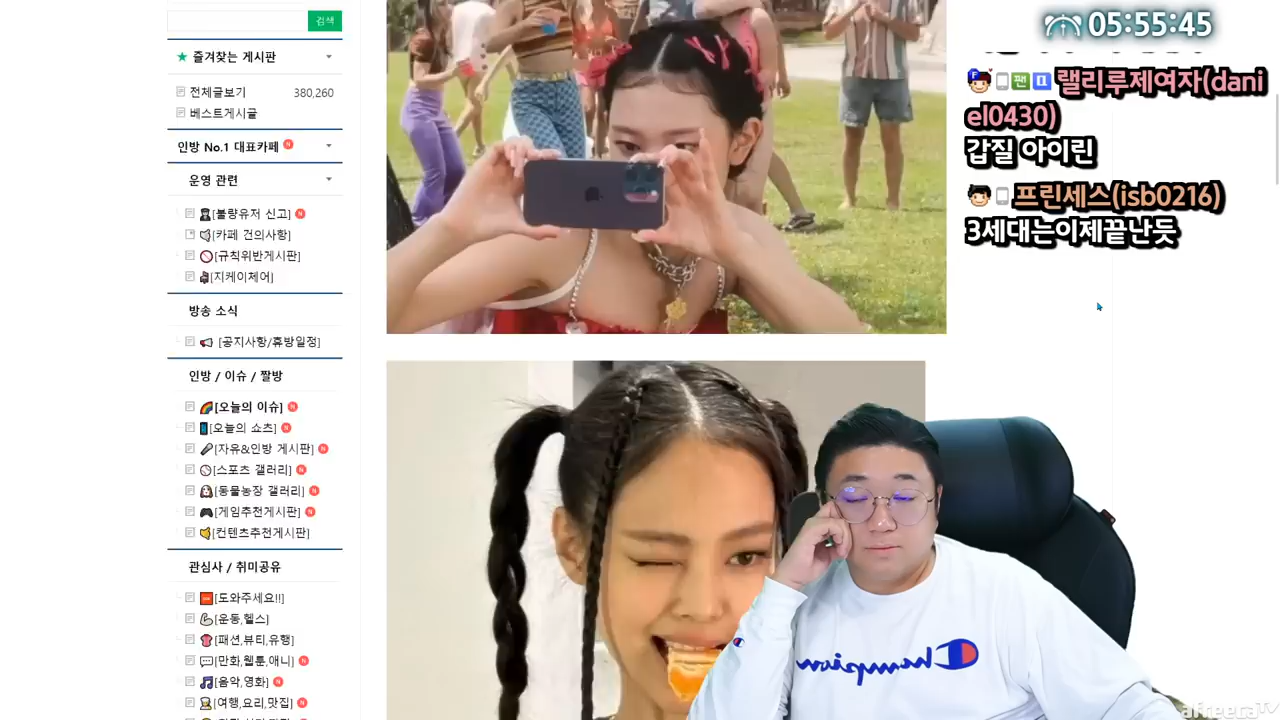 검색
★ 즐겨찾는 게시판
전체글보기 380,260
베스트게시글
인방 No.1 대표카페 N
운영 관련
[불량유저 신고] N
[카페 건의사항]
[규칙위반게시판]
[지케이제어]
방송 소식
[공지사항/휴방일정]
인방 / 이슈 / 짤방
[오늘의 이슈] N
[오늘의 쇼츠] N
[자유&인방 게시판] N
[스포츠 갤러리] N
[동물농장 갤러리] N
[게임추천게시판] N
[컨텐츠추천게시판]
관심사 / 취미공유
[도와주세요!!]
[운동,헬스]
[패션,뷰티,유행]
[만화,웹툰,애니] N
[음악,영화] N
[여행,요리,맛집] N
05:55:45
F 팬 n 랠리루제여자(dani
el0430)
갑질 아이린
프린세스(isb0216)
3세대는이제끝난듯
Champion
afreecaTV